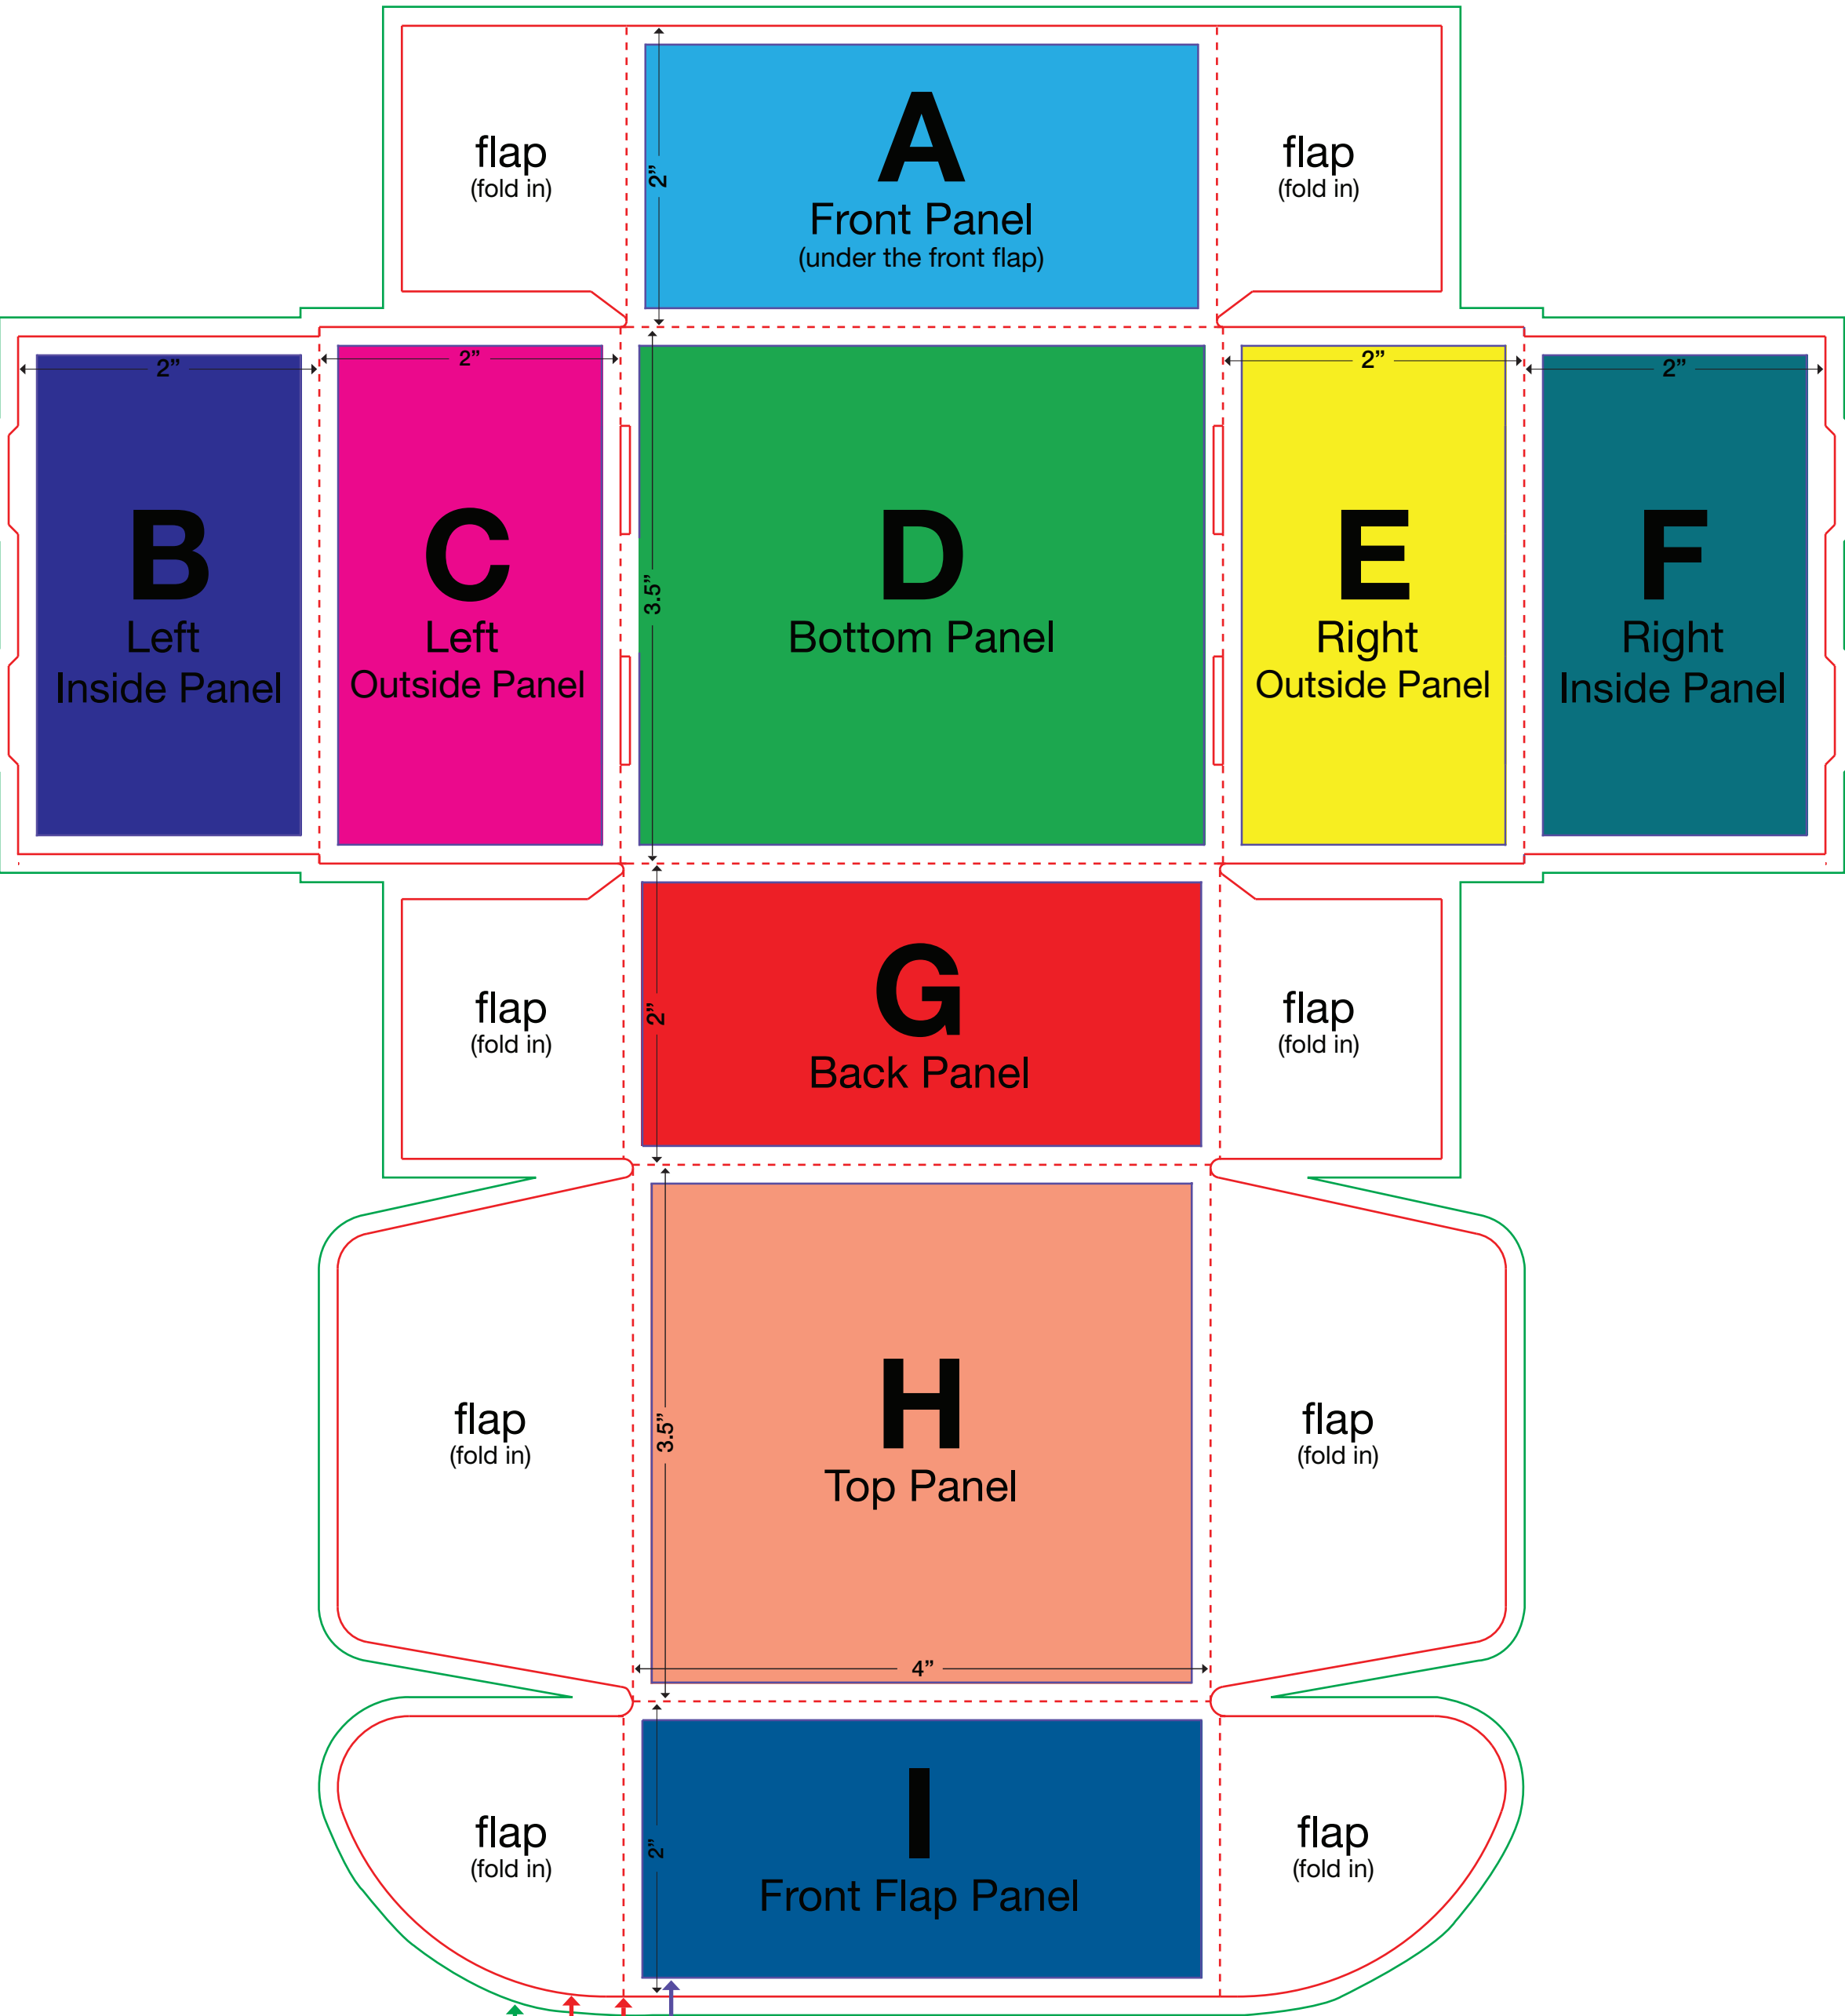 A
Front Panel
(under the front flap)
flap
(fold in)
flap
(fold in)
2”
2”
2”
2”
2”
B
Left
Inside Panel
C
Left
Outside Panel
3.5”
D
Bottom Panel
E
Right
Outside Panel
F
Right
Inside Panel
flap
(fold in)
2”
G
Back Panel
flap
(fold in)
flap
(fold in)
3.5”
H
Top Panel
flap
(fold in)
4”
flap
(fold in)
2”
I
Front Flap Panel
flap
(fold in)